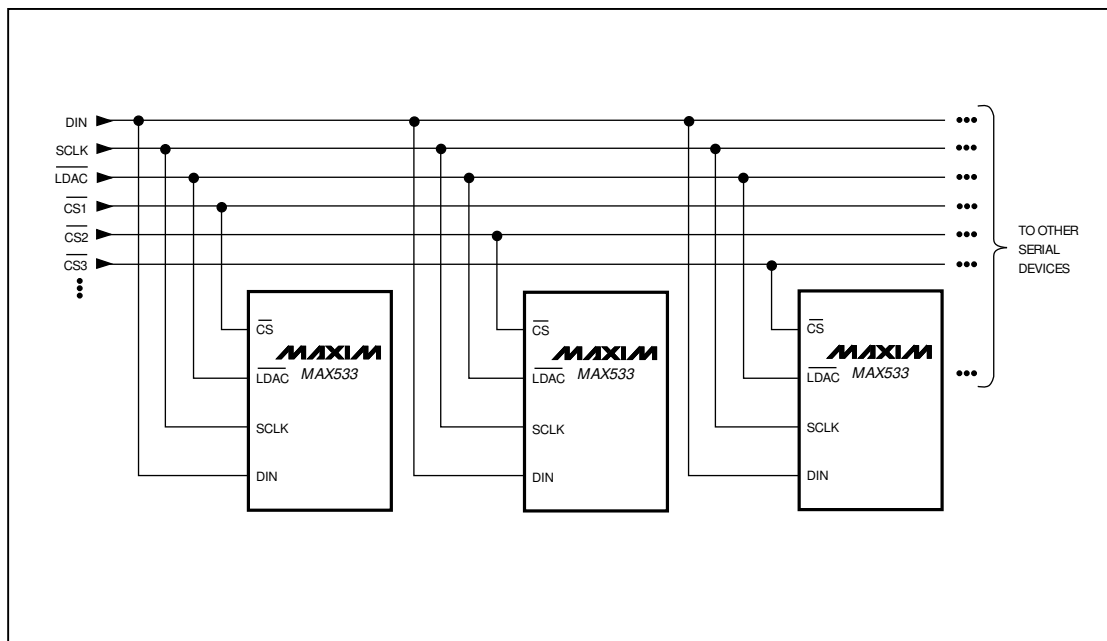 DIN
SCLK
LDAC
CS1
CS2
CS3
TO OTHER
SERIAL
DEVICES
CS
MAXIM
MAX533
LDAC
SCLK
DIN
CS
MAXIM
MAX533
LDAC
SCLK
DIN
CS
MAXIM
MAX533
LDAC
SCLK
DIN